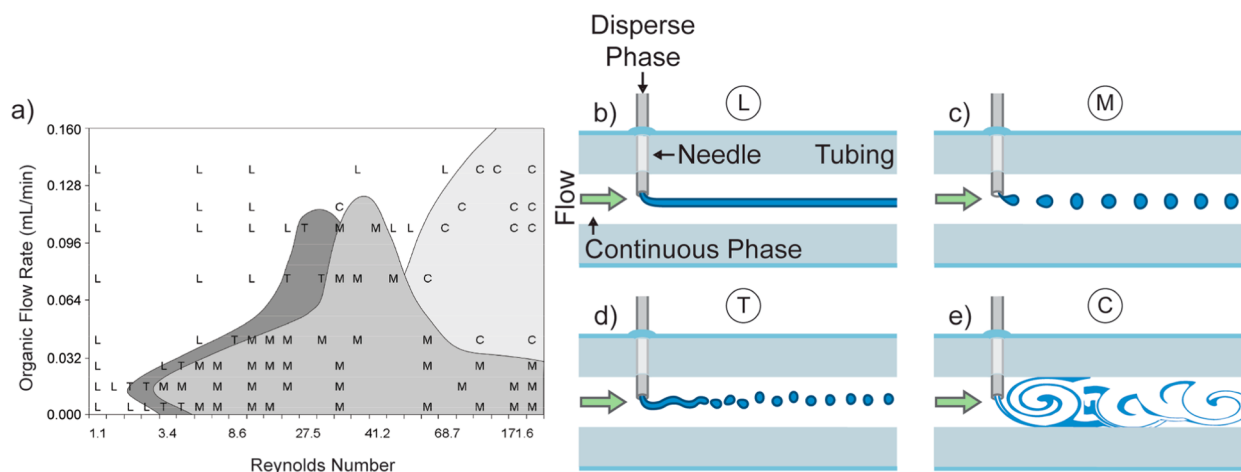 a)
Organic Flow Rate (mL/min)
0.160
0.128
0.096
0.064
0.032
0.000
L L L L L C C C
L L L C C C C
L L L L T M M L L C C C
L L L T T M M M C
L L T M M M M M M C C
L L T M M M M M M M M
L L T T M M M M M M M M M
L L L T T M M M M M M M M
1.1 3.4 8.6 27.5 41.2 68.7 171.6
Reynolds Number
Disperse
Phase
b)
L
Needle
Tubing
Flow
Continuous Phase
c)
M
d)
T
e)
C